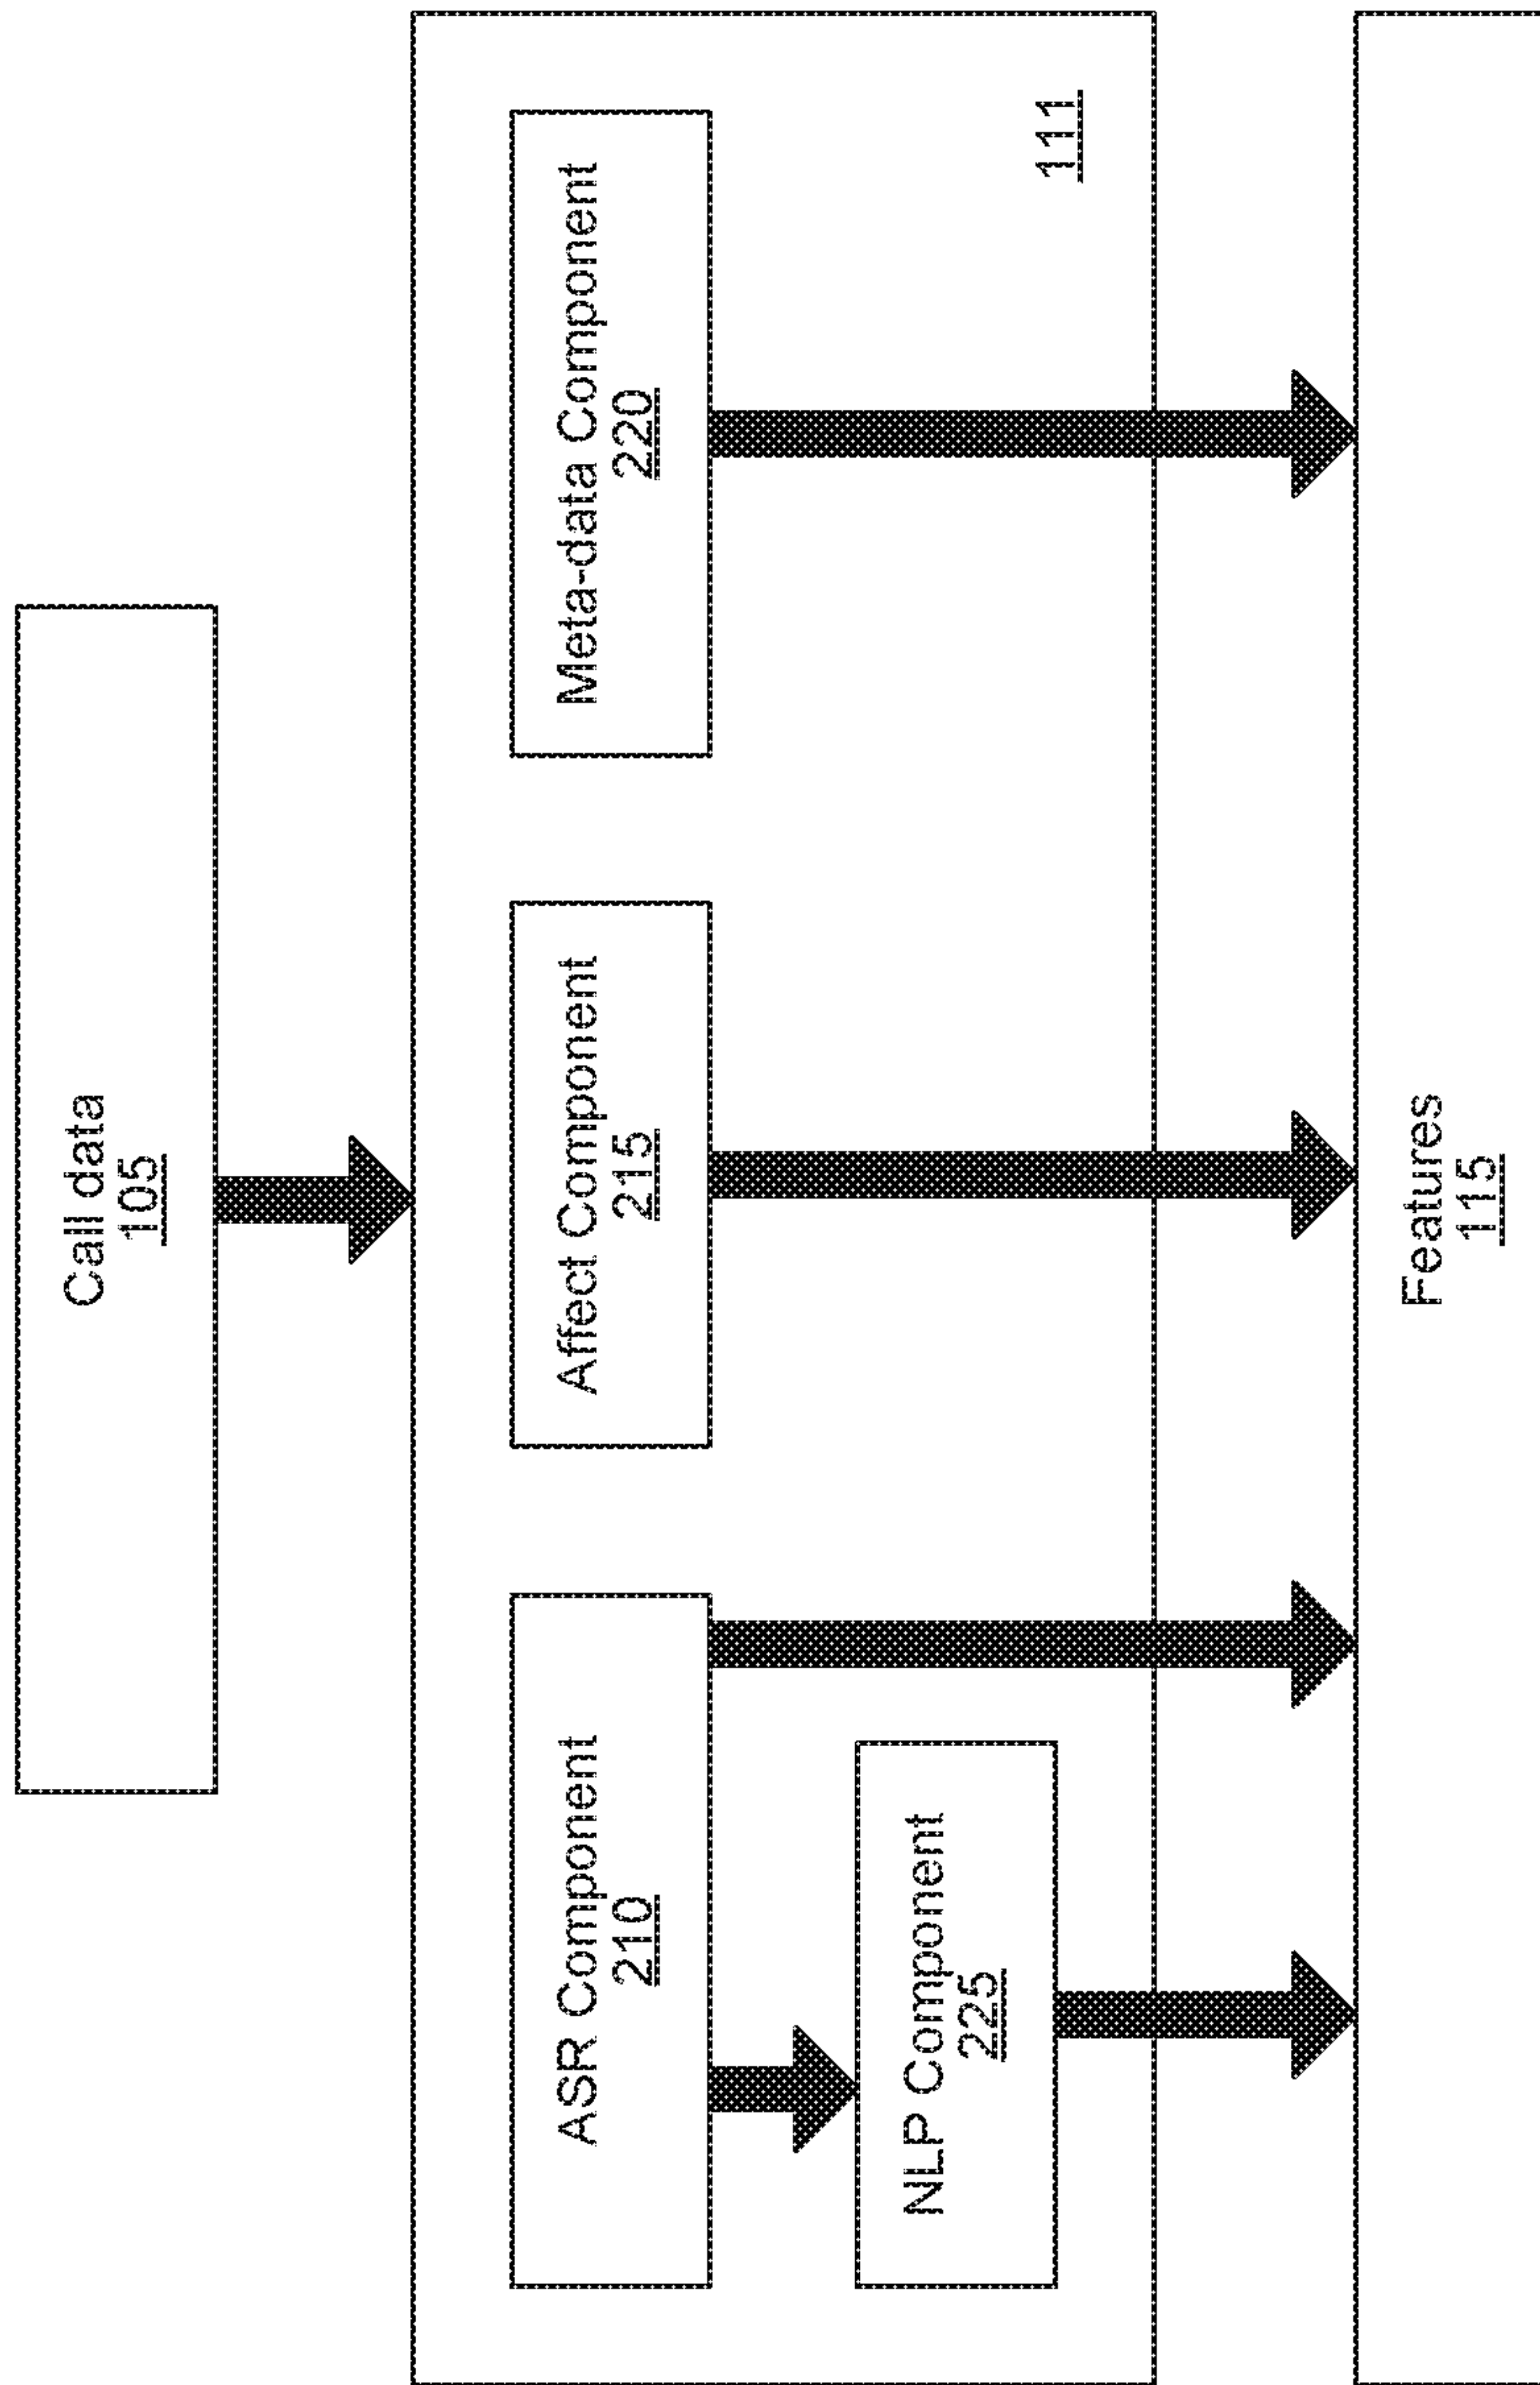 Call data
105
ASR Component
210
Affect Component
215
Meta-data Component
220
NLP Component
225
111
Features
115